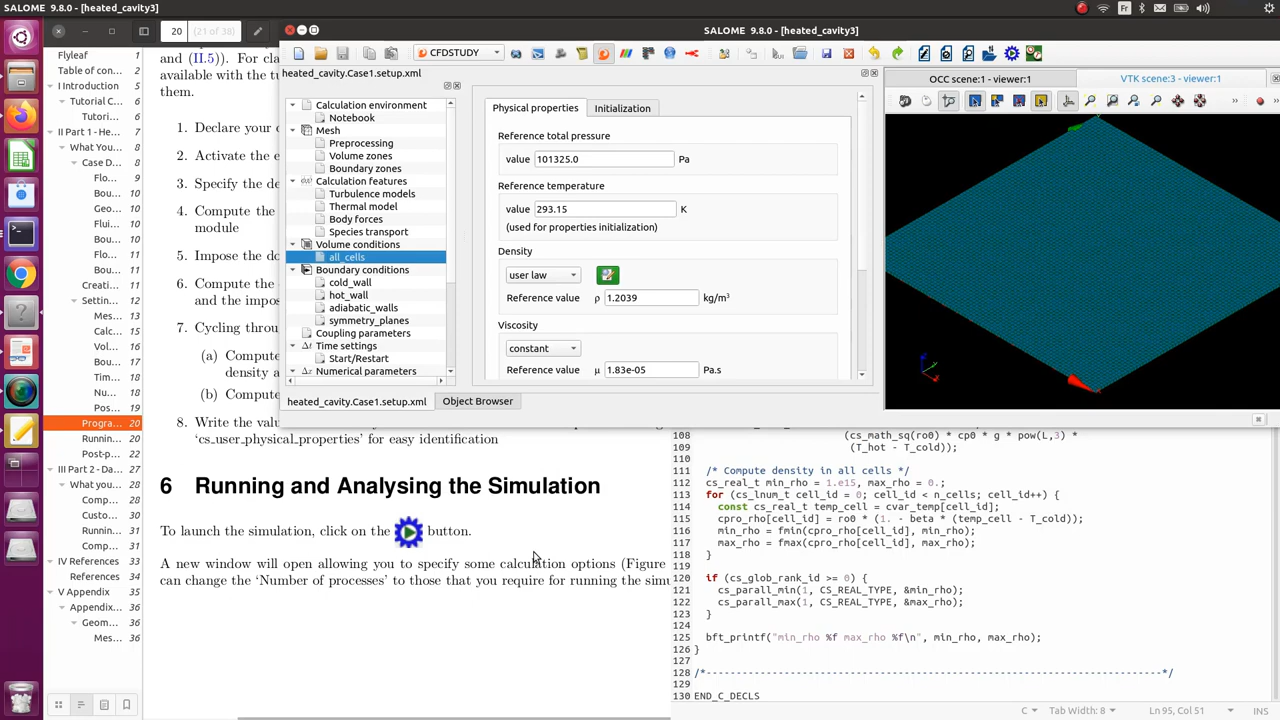 SALOME 9.8.0 - [heated_cavity3]
Fr
20
(21 of 38)
Flyleaf
Table of con...
I Introduction 5
Tutorial C... 6
Tutori... 6
II Part 1 - He... 8
What You... 8
Case D... 8
Flo... 9
Bou... 10
Geo... 10
Flui... 10
Bou... 10
Flo... 11
Bou... 11
Creati... 11
Settin... 12
Mes... 13
Calc... 15
Vol... 16
Bou... 17
Tim... 18
Nu... 19
Pos... 19
Progra... 20
Runnin... 20
Post-p... 22
III Part 2 - Da... 27
What you... 28
Comp... 28
Custo... 30
Runnin... 31
Comp... 31
IV References 33
References 34
V Appendix 35
Appendix... 36
Geom... 36
Mes... 36
and (II.5)). For cla
available with the tu
them.
1. Declare your
2. Activate the e
3. Specify the de
4. Compute the
module
5. Impose the do
6. Compute the
and the impos
7. Cycling throu
(a) Compute
density a
(b) Compute
8. Write the valu
'cs_user_physical_properties' for easy identification
6 Running and Analysing the Simulation
To launch the simulation, click on the button.
A new window will open allowing you to specify some calculation options (Figure
can change the 'Number of processes' to those that you require for running the simu
SALOME 9.8.0 - [heated_cavity3]
CFDSTUDY
heated_cavity.Case1.setup.xml
Calculation environment
Notebook
Mesh
Preprocessing
Volume zones
Boundary zones
Calculation features
Turbulence models
Thermal model
Body forces
Species transport
Volume conditions
all_cells
Boundary conditions
cold_wall
hot_wall
adiabatic_walls
symmetry_planes
Coupling parameters
Time settings
Start/Restart
Numerical parameters
heated_cavity.Case1.setup.xml
Object Browser
Physical properties
Initialization
Reference total pressure
value 101325.0 Pa
Reference temperature
value 293.15 K
(used for properties initialization)
Density
user law
Reference value ρ 1.2039 kg/m³
Viscosity
constant
Reference value μ 1.83e-05 Pa.s
OCC scene:1 - viewer:1
VTK scene:3 - viewer:1
108 (cs_math_sq(ro0) * cp0 * g * pow(L,3) *
109 (T_hot - T_cold));
110
111 /* Compute density in all cells */
112 cs_real_t min_rho = 1.e15, max_rho = 0.;
113 for (cs_lnum_t cell_id = 0; cell_id < n_cells; cell_id++) {
114 const cs_real_t temp_cell = cvar_temp[cell_id];
115 cpro_rho[cell_id] = ro0 * (1. - beta * (temp_cell - T_cold));
116 min_rho = fmin(cpro_rho[cell_id], min_rho);
117 max_rho = fmax(cpro_rho[cell_id], max_rho);
118 }
119
120 if (cs_glob_rank_id >= 0) {
121 cs_parall_min(1, CS_REAL_TYPE, &min_rho);
122 cs_parall_max(1, CS_REAL_TYPE, &max_rho);
123 }
124
125 bft_printf("min_rho %f max_rho %f\n", min_rho, max_rho);
126 }
127
128 /*----------------------------------------------------------------------------*/
129
130 END_C_DECLS
C
Tab Width: 8
Ln 95, Col 51
INS